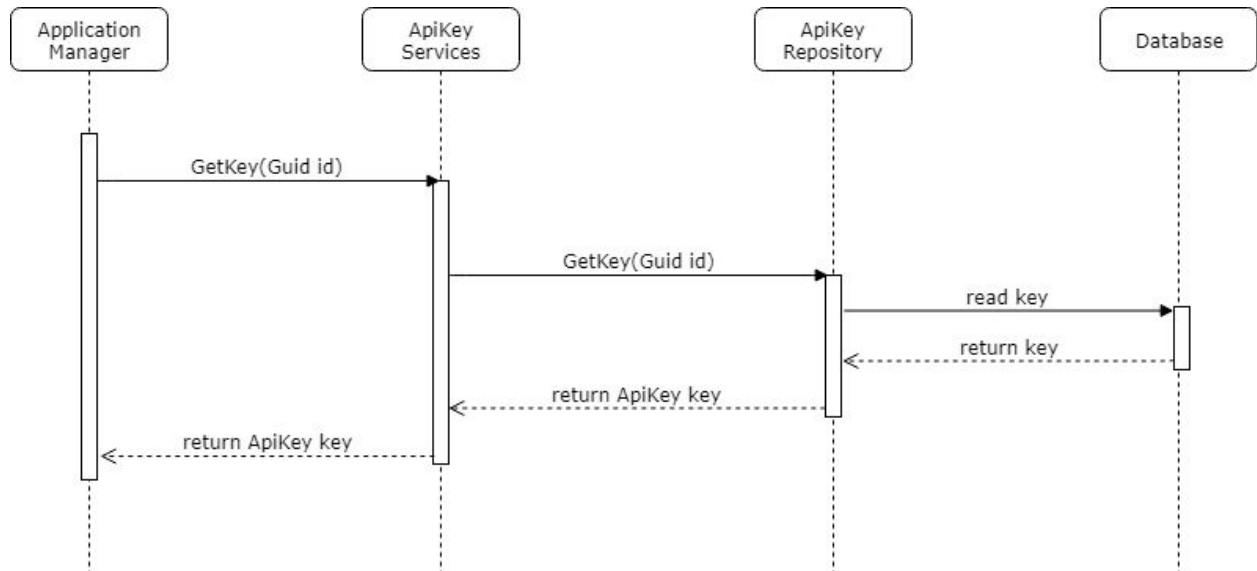 Application
Manager
ApiKey
Services
ApiKey
Repository
Database
GetKey(Guid id)
GetKey(Guid id)
read key
return key
return ApiKey key
return ApiKey key